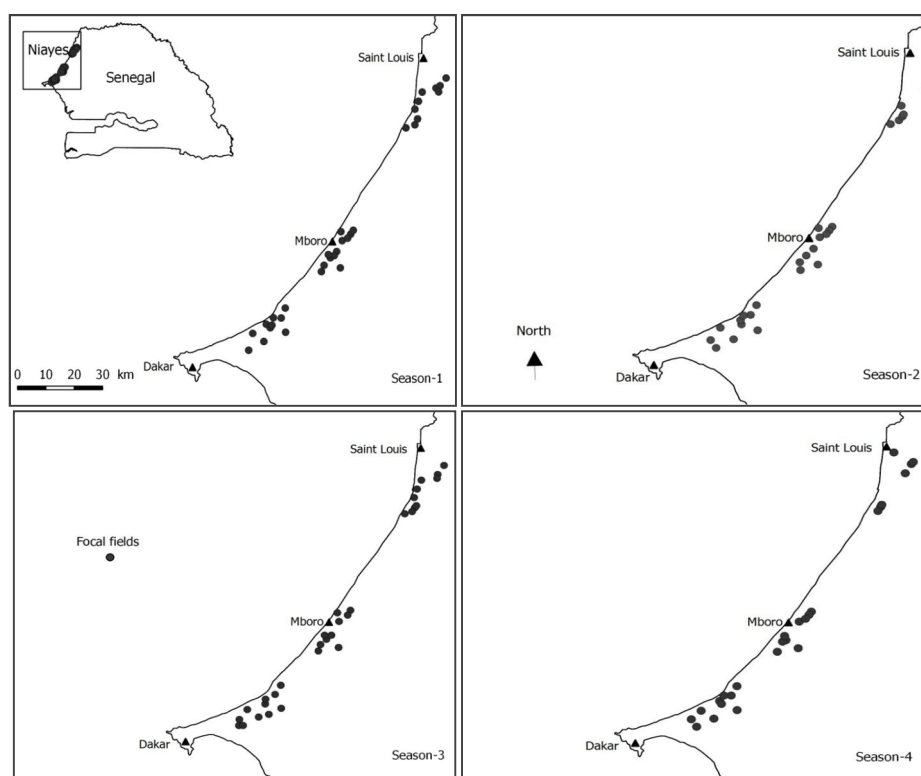 Niayes
Senegal
Saint Louis
Mboro
Dakar
0 10 20 30 km
Season-1
Saint Louis
Mboro
North
Dakar
Season-2
Saint Louis
Focal fields
Mboro
Dakar
Season-3
Saint Louis
Mboro
Dakar
Season-4